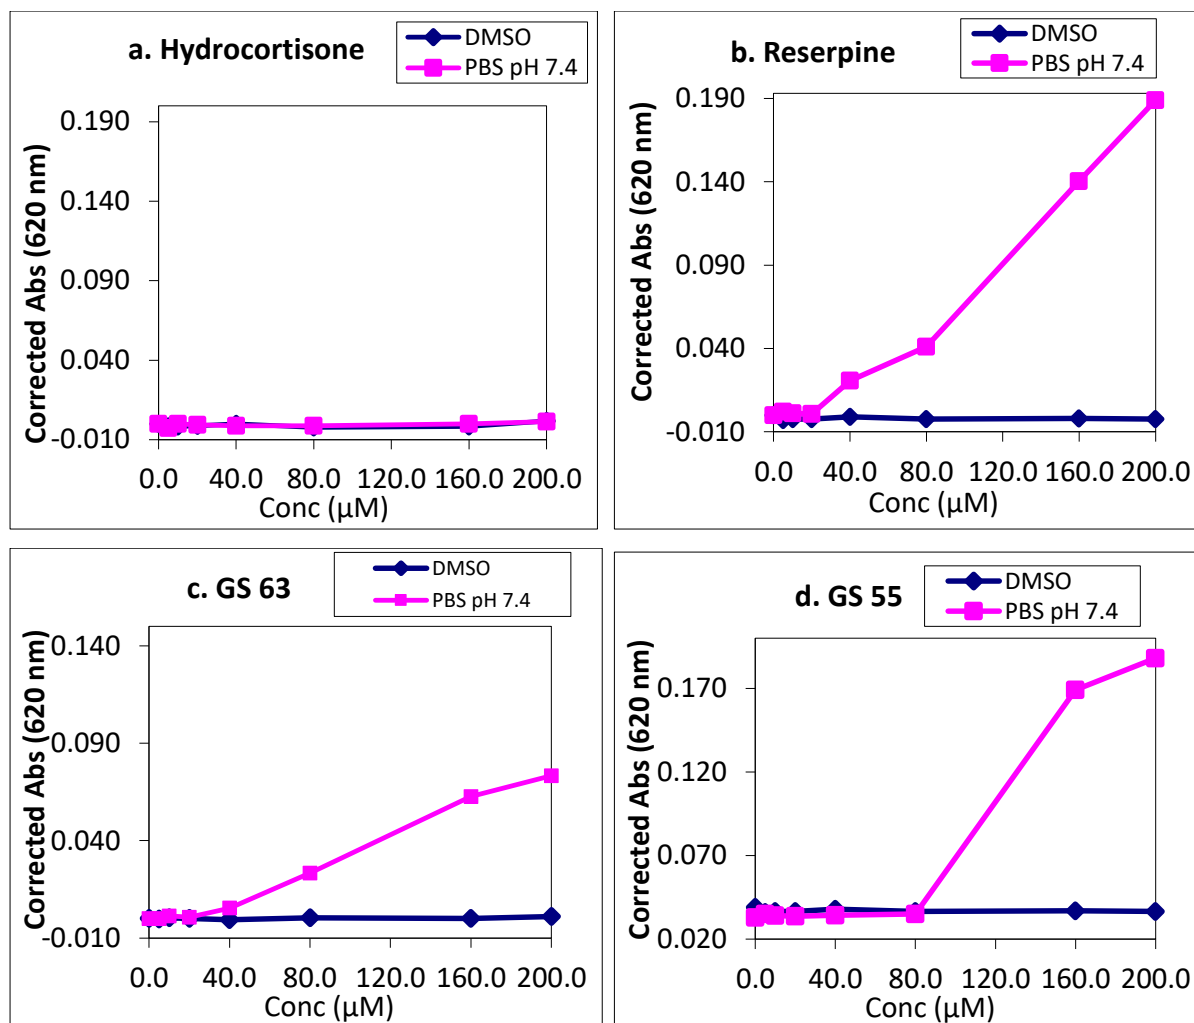 a. Hydrocortisone
DMSO
PBS pH 7.4
Corrected Abs (620 nm)
0.190
0.140
0.090
0.040
-0.010
0.0 40.0 80.0 120.0 160.0 200.0
Conc (µM)
b. Reserpine
DMSO
PBS pH 7.4
Corrected Abs (620 nm)
0.190
0.140
0.090
0.040
-0.010
0.0 40.0 80.0 120.0 160.0 200.0
Conc (µM)
c. GS 63
DMSO
PBS pH 7.4
Corrected Abs (620 nm)
0.140
0.090
0.040
-0.010
0.0 40.0 80.0 120.0 160.0 200.0
Conc (µM)
d. GS 55
DMSO
PBS pH 7.4
Corrected Abs (620 nm)
0.170
0.120
0.070
0.020
0.0 40.0 80.0 120.0 160.0 200.0
Conc (µM)